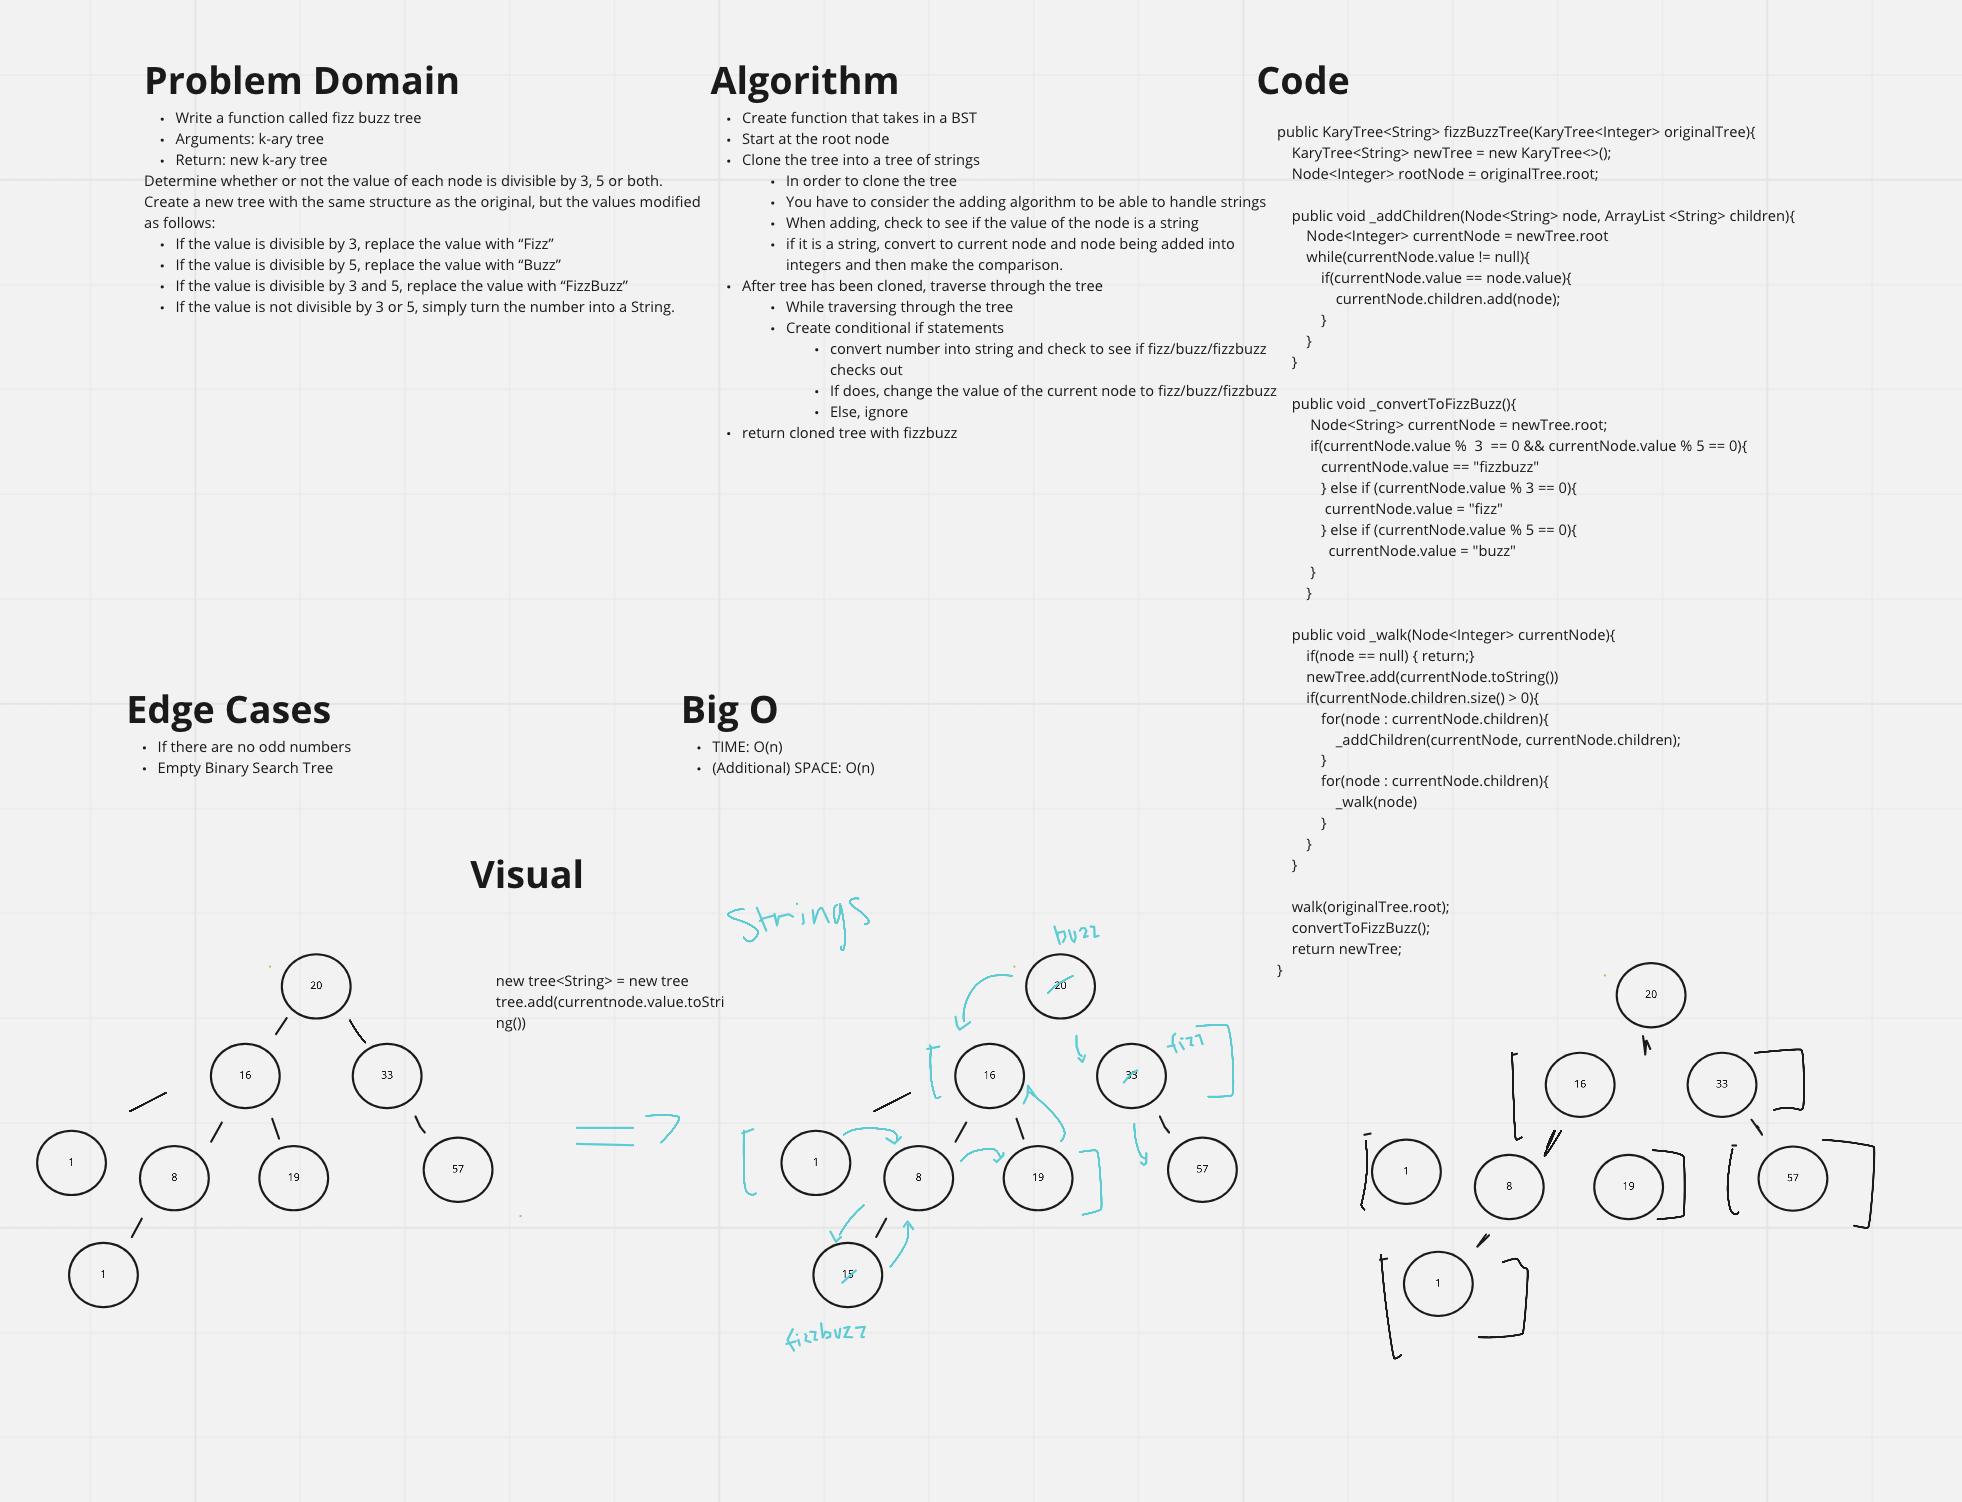 Problem Domain
• Write a function called fizz buzz tree
• Arguments: k-ary tree
• Return: new k-ary tree
Determine whether or not the value of each node is divisible by 3, 5 or both.
Create a new tree with the same structure as the original, but the values modified
as follows:
• If the value is divisible by 3, replace the value with “Fizz”
• If the value is divisible by 5, replace the value with “Buzz”
• If the value is divisible by 3 and 5, replace the value with “FizzBuzz”
• If the value is not divisible by 3 or 5, simply turn the number into a String.
Algorithm
• Create function that takes in a BST
• Start at the root node
• Clone the tree into a tree of strings
• In order to clone the tree
• You have to consider the adding algorithm to be able to handle strings
• When adding, check to see if the value of the node is a string
• if it is a string, convert to current node and node being added into
integers and then make the comparison.
• After tree has been cloned, traverse through the tree
• While traversing through the tree
• Create conditional if statements
• convert number into string and check to see if fizz/buzz/fizzbuzz
checks out
• If does, change the value of the current node to fizz/buzz/fizzbuzz
• Else, ignore
• return cloned tree with fizzbuzz
Code
public KaryTree<String> fizzBuzzTree(KaryTree<Integer> originalTree){
KaryTree<String> newTree = new KaryTree<>();
Node<Integer> rootNode = originalTree.root;
public void _addChildren(Node<String> node, ArrayList <String> children){
Node<Integer> currentNode = newTree.root
while(currentNode.value != null){
if(currentNode.value == node.value){
currentNode.children.add(node);
}
}
}
public void _convertToFizzBuzz(){
Node<String> currentNode = newTree.root;
if(currentNode.value %  3  == 0 && currentNode.value % 5 == 0){
currentNode.value == "fizzbuzz"
} else if (currentNode.value % 3 == 0){
currentNode.value = "fizz"
} else if (currentNode.value % 5 == 0){
currentNode.value = "buzz"
}
}
public void _walk(Node<Integer> currentNode){
if(node == null) { return;}
newTree.add(currentNode.toString())
if(currentNode.children.size() > 0){
for(node : currentNode.children){
_addChildren(currentNode, currentNode.children);
}
for(node : currentNode.children){
_walk(node)
}
}
}
walk(originalTree.root);
convertToFizzBuzz();
return newTree;
}
Edge Cases
• If there are no odd numbers
• Empty Binary Search Tree
Big O
• TIME: O(n)
• (Additional) SPACE: O(n)
Visual
20
16 33
1 8 19 57
1
new tree<String> = new tree
tree.add(currentnode.value.toStri
ng())
Strings
buzz
20
16 33 fizz
1 8 19 57
15
fizzbuzz
20
16 33
1 8 19 57
1